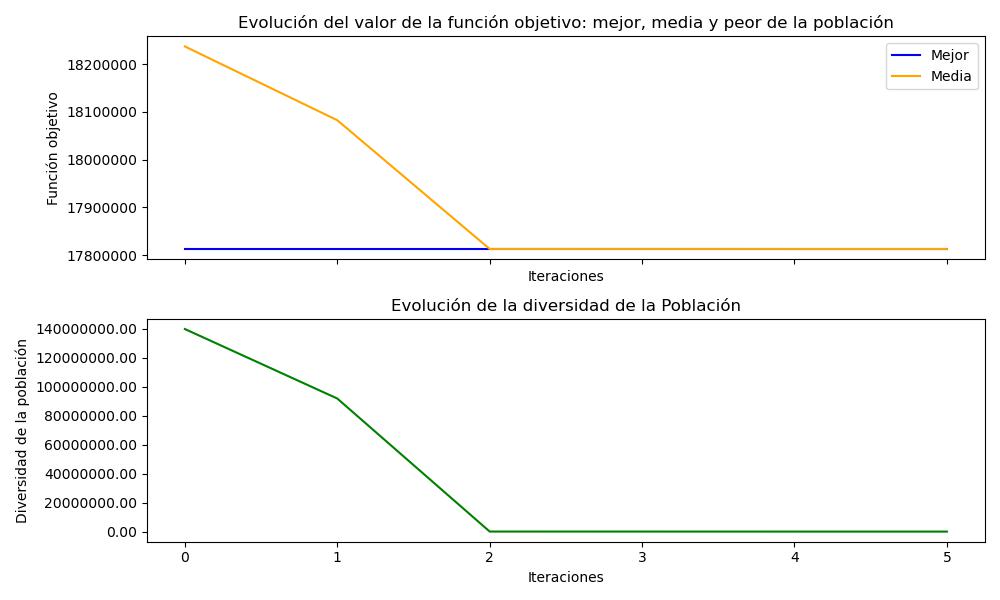 Evolución del valor de la función objetivo: mejor, media y peor de la población
Mejor
Media
Función objetivo
18200000
18100000
18000000
17900000
17800000
Iteraciones
Evolución de la diversidad de la Población
Diversidad de la población
140000000.00
120000000.00
100000000.00
80000000.00
60000000.00
40000000.00
20000000.00
0.00
0 1 2 3 4 5
Iteraciones